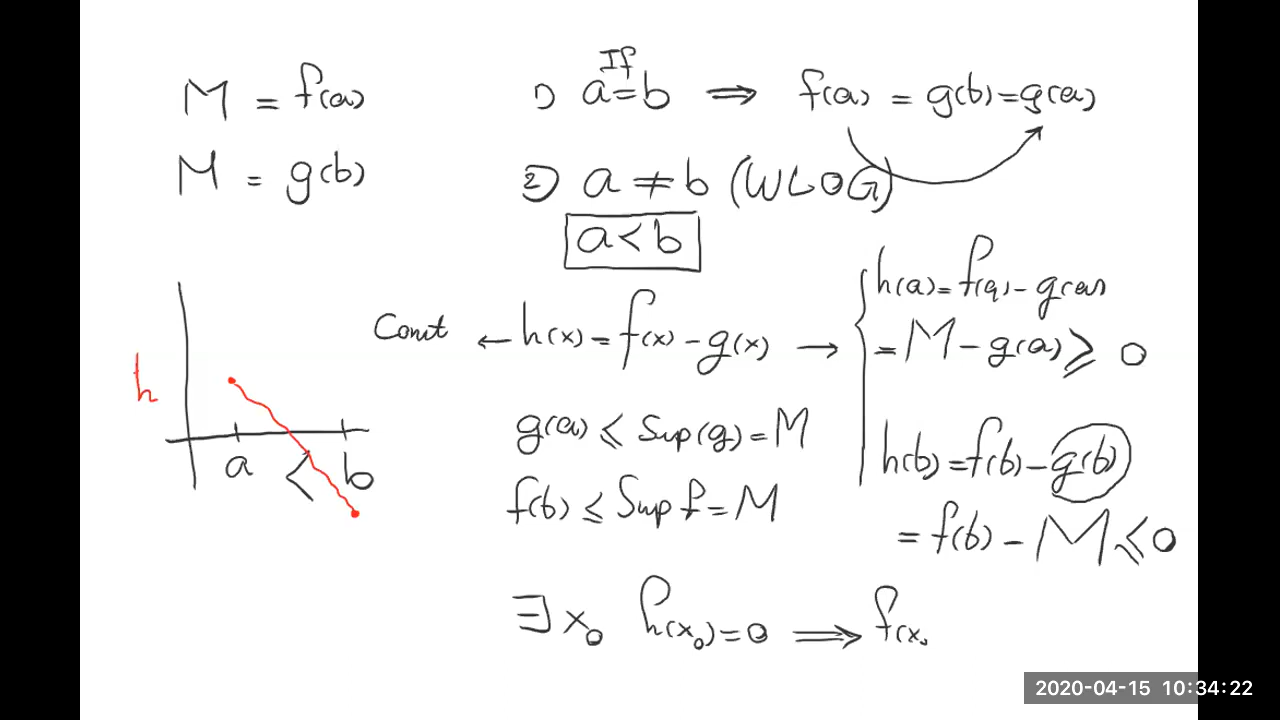 M = f(a)
M = g(b)
1) If a=b ⟹ f(a) = g(b)=g(a)
2) a ≠ b (WLOG)
a < b
Cont ← h(x) = f(x) - g(x) →
h(a)= f(a) - g(a)
= M - g(a) ⩾ 0
g(a) ⩽ Sup(g) = M
f(b) ⩽ Sup f = M
h(b) = f(b) - g(b)
= f(b) - M ⩽ 0
∃ x₀ h(x₀)=0 ⟹ f(x₀
h
a < b
2020-04-15 10:34:22